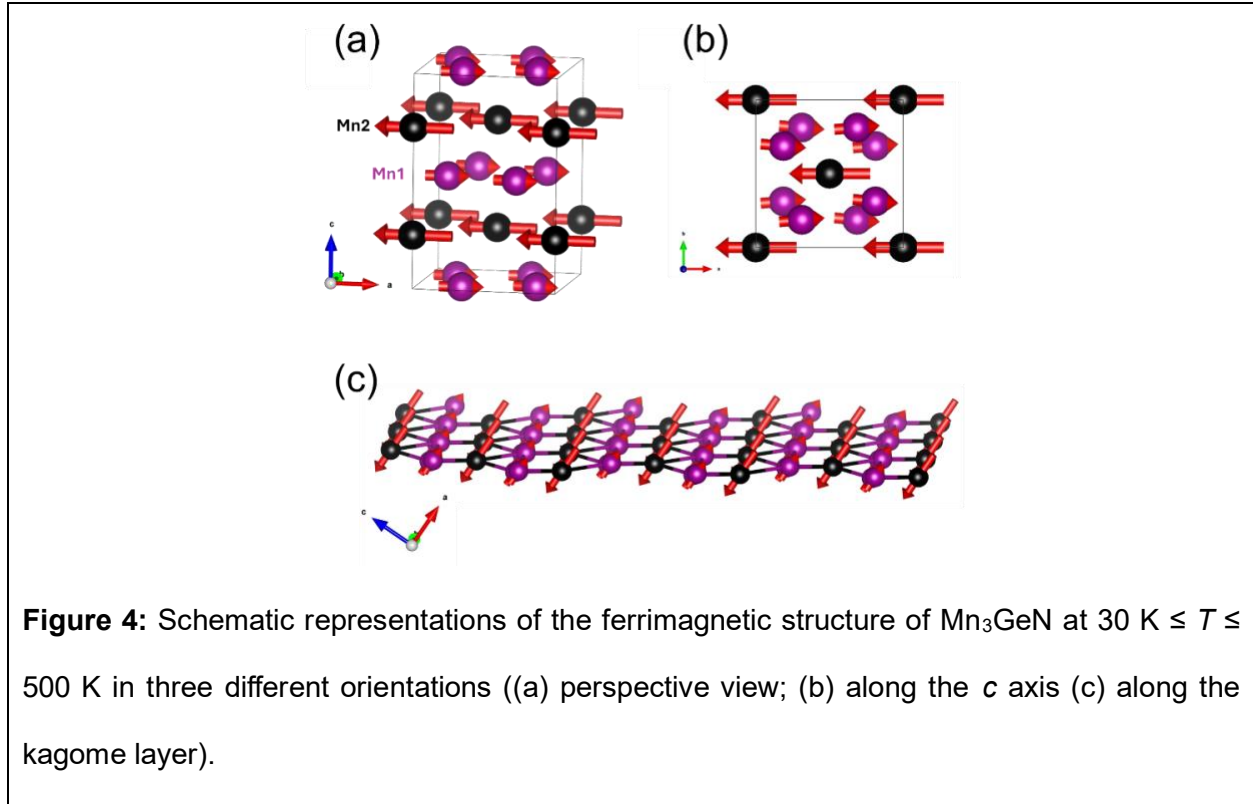 (a)
(b)
Mn2
Mn1
c
b
a
b
a
(c)
c
a
Figure 4: Schematic representations of the ferrimagnetic structure of Mn₃GeN at 30 K ≤ T ≤
500 K in three different orientations ((a) perspective view; (b) along the c axis (c) along the
kagome layer).